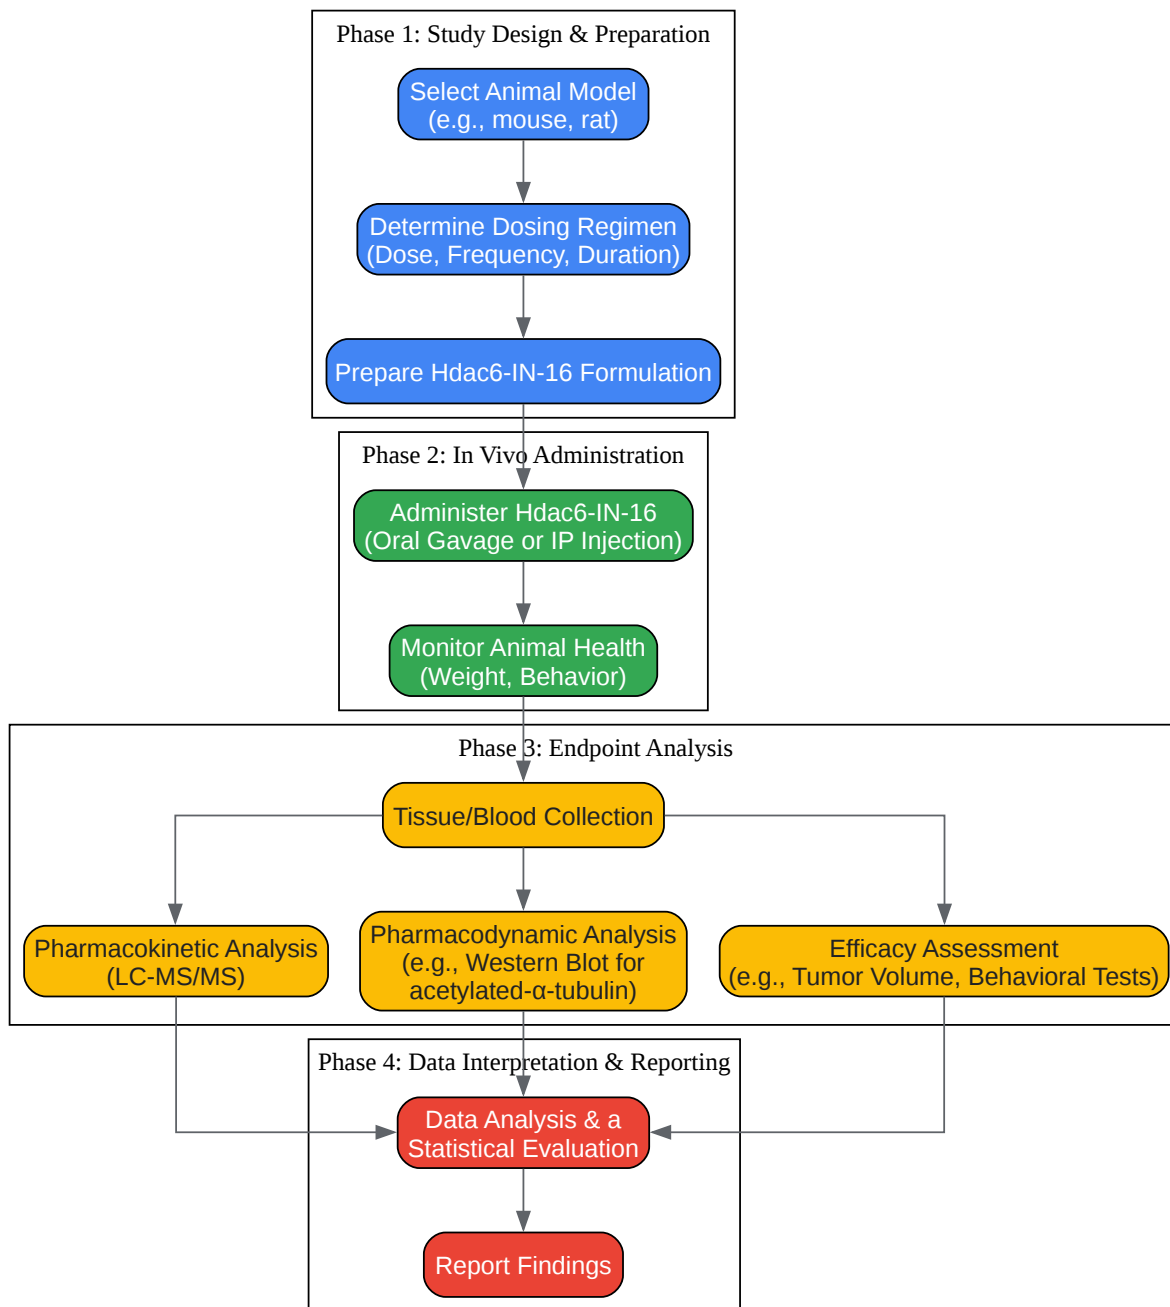 Phase 1: Study Design & Preparation
Select Animal Model
(e.g., mouse, rat)
Determine Dosing Regimen
(Dose, Frequency, Duration)
Prepare Hdac6-IN-16 Formulation
Phase 2: In Vivo Administration
Administer Hdac6-IN-16
(Oral Gavage or IP Injection)
Monitor Animal Health
(Weight, Behavior)
Phase 3: Endpoint Analysis
Tissue/Blood Collection
Pharmacokinetic Analysis
(LC-MS/MS)
Pharmacodynamic Analysis
(e.g., Western Blot for
acetylated-α-tubulin)
Efficacy Assessment
(e.g., Tumor Volume, Behavioral Tests)
Phase 4: Data Interpretation & Reporting
Data Analysis & a
Statistical Evaluation
Report Findings